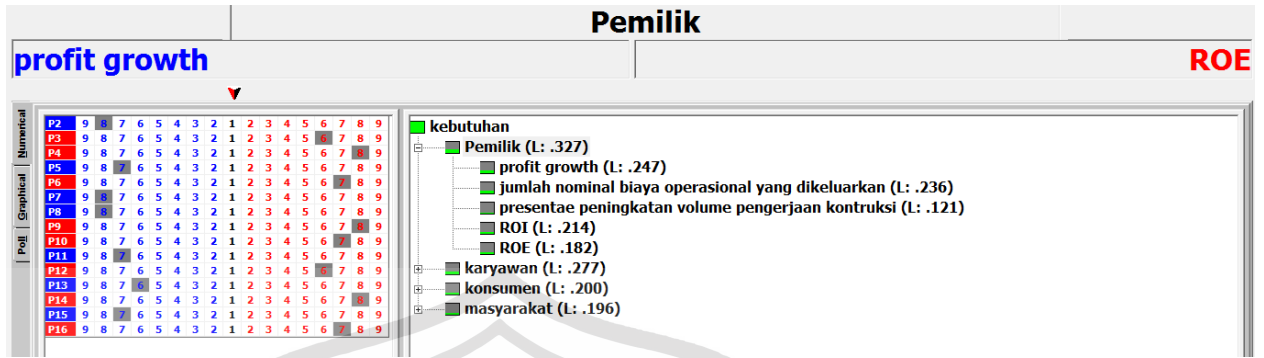 Pemilik
profit growth
ROE
Numerical
Graphical
Poll
P2 9 8 7 6 5 4 3 2 1 2 3 4 5 6 7 8 9
P3 9 8 7 6 5 4 3 2 1 2 3 4 5 6 7 8 9
P4 9 8 7 6 5 4 3 2 1 2 3 4 5 6 7 8 9
P5 9 8 7 6 5 4 3 2 1 2 3 4 5 6 7 8 9
P6 9 8 7 6 5 4 3 2 1 2 3 4 5 6 7 8 9
P7 9 8 7 6 5 4 3 2 1 2 3 4 5 6 7 8 9
P8 9 8 7 6 5 4 3 2 1 2 3 4 5 6 7 8 9
P9 9 8 7 6 5 4 3 2 1 2 3 4 5 6 7 8 9
P10 9 8 7 6 5 4 3 2 1 2 3 4 5 6 7 8 9
P11 9 8 7 6 5 4 3 2 1 2 3 4 5 6 7 8 9
P12 9 8 7 6 5 4 3 2 1 2 3 4 5 6 7 8 9
P13 9 8 7 6 5 4 3 2 1 2 3 4 5 6 7 8 9
P14 9 8 7 6 5 4 3 2 1 2 3 4 5 6 7 8 9
P15 9 8 7 6 5 4 3 2 1 2 3 4 5 6 7 8 9
P16 9 8 7 6 5 4 3 2 1 2 3 4 5 6 7 8 9
kebutuhan
Pemilik (L: .327)
profit growth (L: .247)
jumlah nominal biaya operasional yang dikeluarkan (L: .236)
presentae peningkatan volume pengerjaan kontruksi (L: .121)
ROI (L: .214)
ROE (L: .182)
karyawan (L: .277)
konsumen (L: .200)
masyarakat (L: .196)